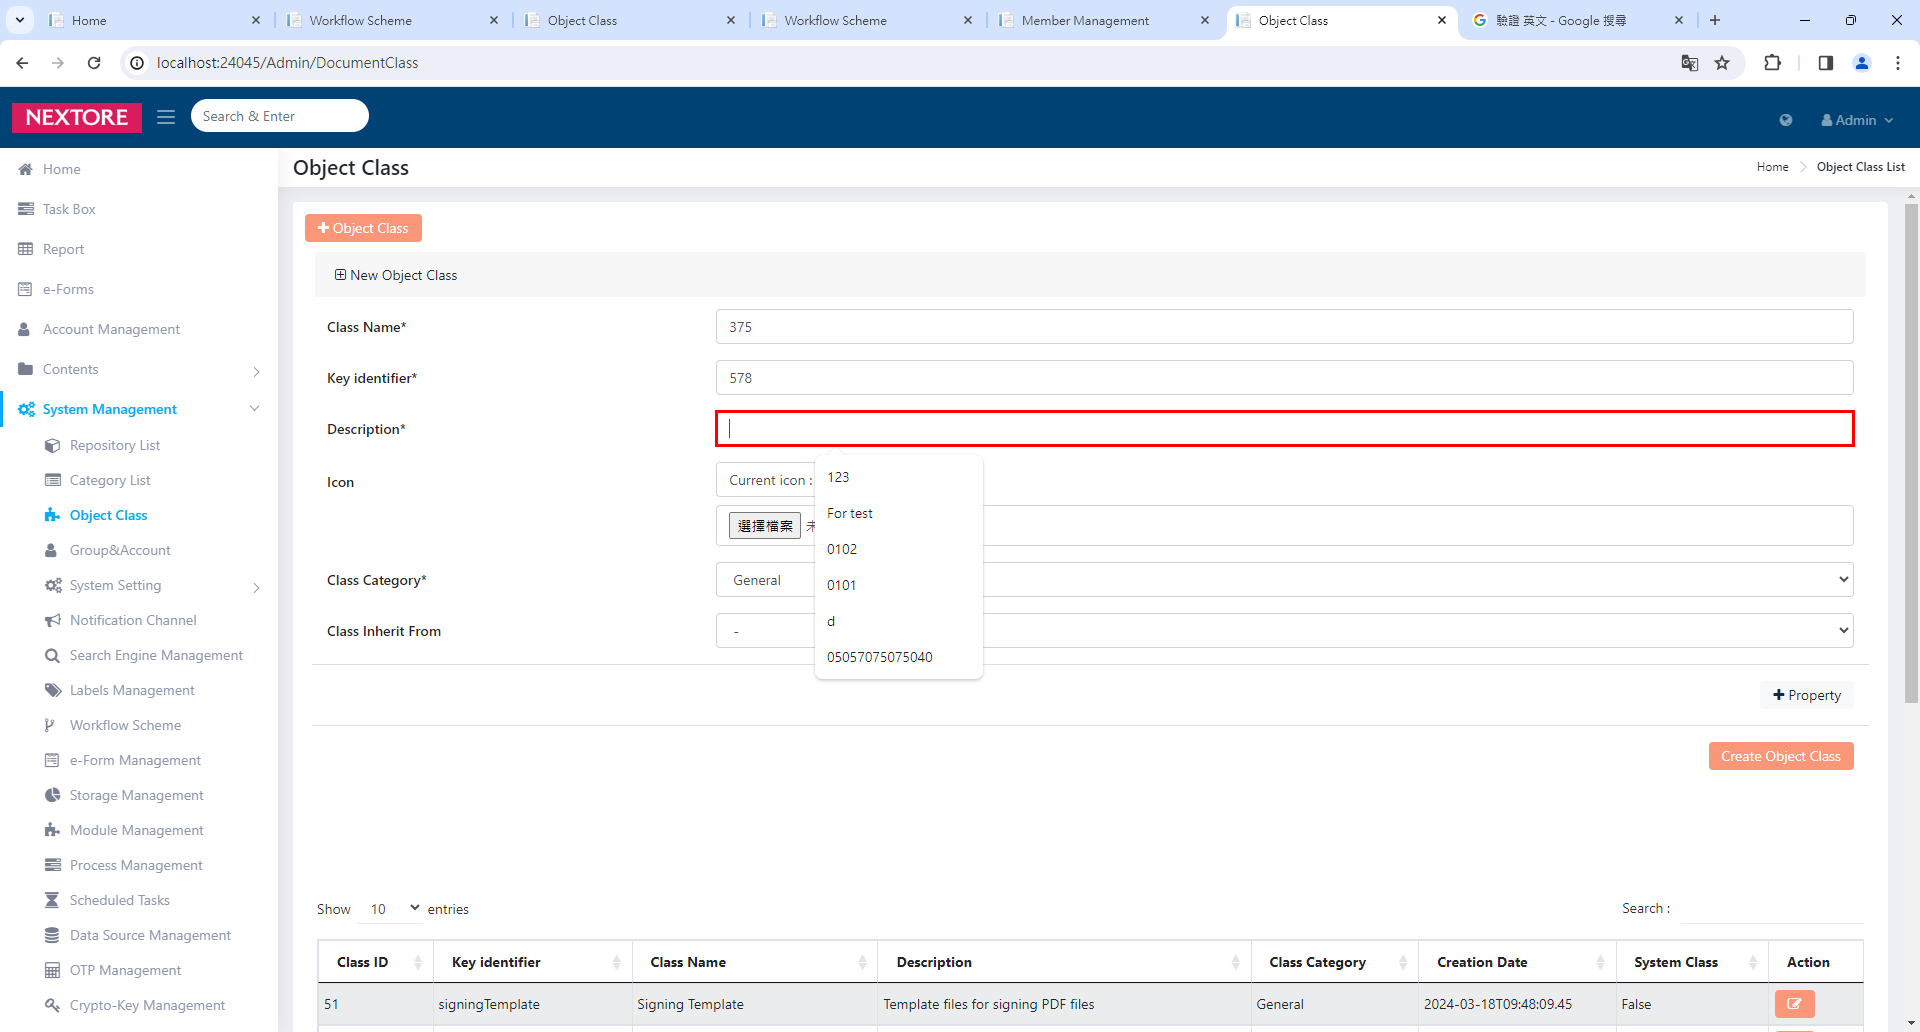 Home
Workflow Scheme
Object Class
Workflow Scheme
Member Management
Object Class
驗證 英文 - Google 搜尋
localhost:24045/Admin/DocumentClass
NEXTORE
Search & Enter
Admin
Home
Task Box
Report
e-Forms
Account Management
Contents
System Management
Repository List
Category List
Object Class
Group&Account
System Setting
Notification Channel
Search Engine Management
Labels Management
Workflow Scheme
e-Form Management
Storage Management
Module Management
Process Management
Scheduled Tasks
Data Source Management
OTP Management
Crypto-Key Management
Object Class
Home
Object Class List
Object Class
New Object Class
Class Name*
375
Key identifier*
578
Description*
123
For test
0102
0101
d
05057075075040
Icon
Current icon :
選擇檔案
Class Category*
General
Class Inherit From
-
Property
Create Object Class
Show 10 entries
Search :
Class ID Key identifier Class Name Description Class Category Creation Date System Class Action
51 signingTemplate Signing Template Template files for signing PDF files General 2024-03-18T09:48:09.45 False